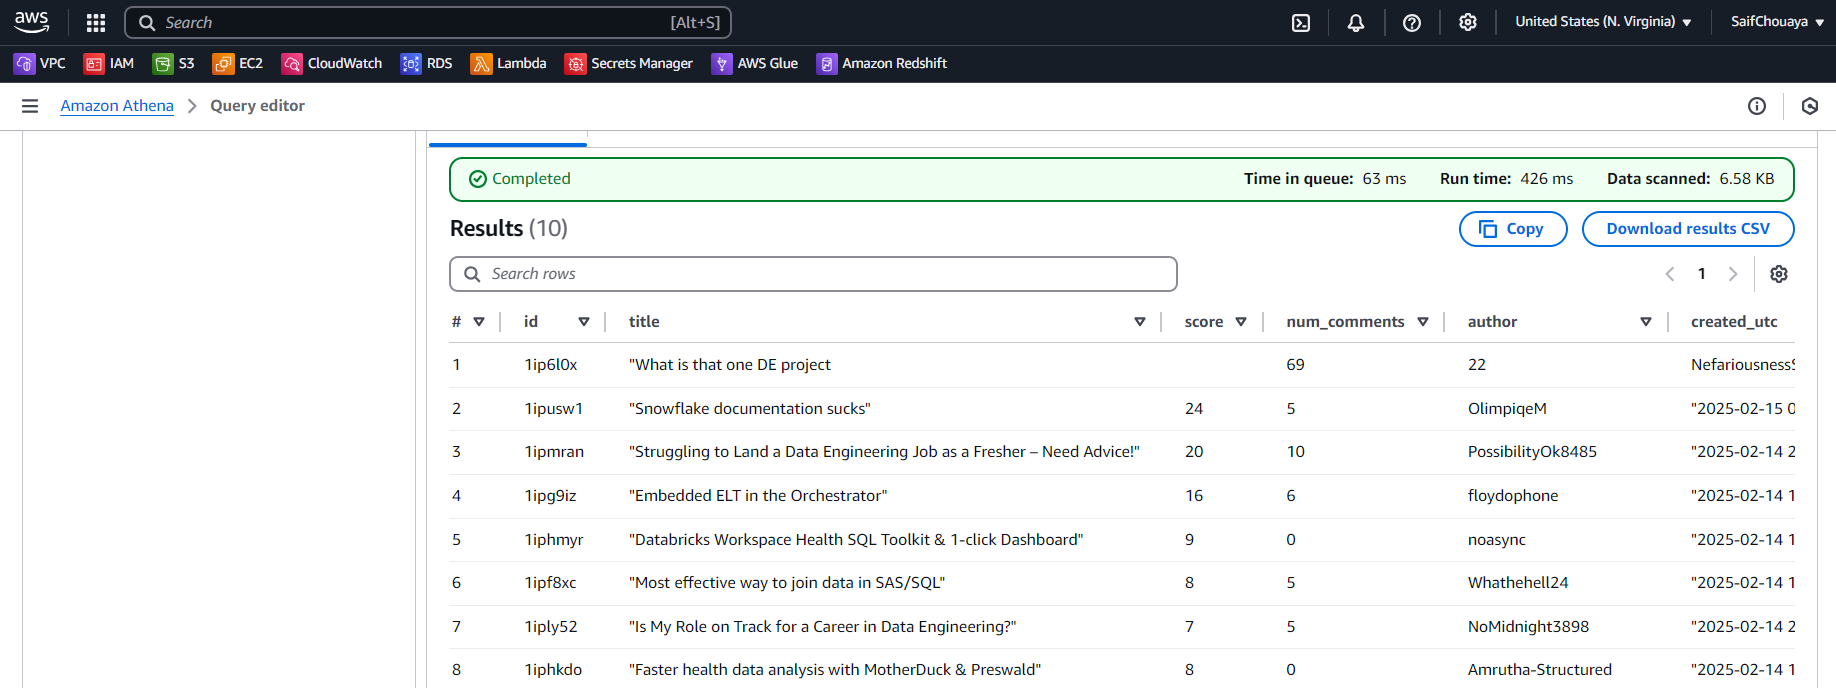 aws Search [Alt+S] United States (N. Virginia) SaifChouaya
VPC IAM S3 EC2 CloudWatch RDS Lambda Secrets Manager AWS Glue Amazon Redshift
Amazon Athena > Query editor
Completed Time in queue: 63 ms Run time: 426 ms Data scanned: 6.58 KB
Results (10) Copy Download results CSV
Search rows 1
# id title score num_comments author created_utc
1 1ip6l0x "What is that one DE project 69 22 Nefariousness
2 1ipusw1 "Snowflake documentation sucks" 24 5 OlimpiqeM "2025-02-15 0
3 1ipmran "Struggling to Land a Data Engineering Job as a Fresher – Need Advice!" 20 10 PossibilityOk8485 "2025-02-14 2
4 1ipg9iz "Embedded ELT in the Orchestrator" 16 6 floydophone "2025-02-14 1
5 1iphmyr "Databricks Workspace Health SQL Toolkit & 1-click Dashboard" 9 0 noasync "2025-02-14 1
6 1ipf8xc "Most effective way to join data in SAS/SQL" 8 5 Whathehell24 "2025-02-14 1
7 1iply52 "Is My Role on Track for a Career in Data Engineering?" 7 5 NoMidnight3898 "2025-02-14 2
8 1iphkdo "Faster health data analysis with MotherDuck & Preswald" 8 0 Amrutha-Structured "2025-02-14 1